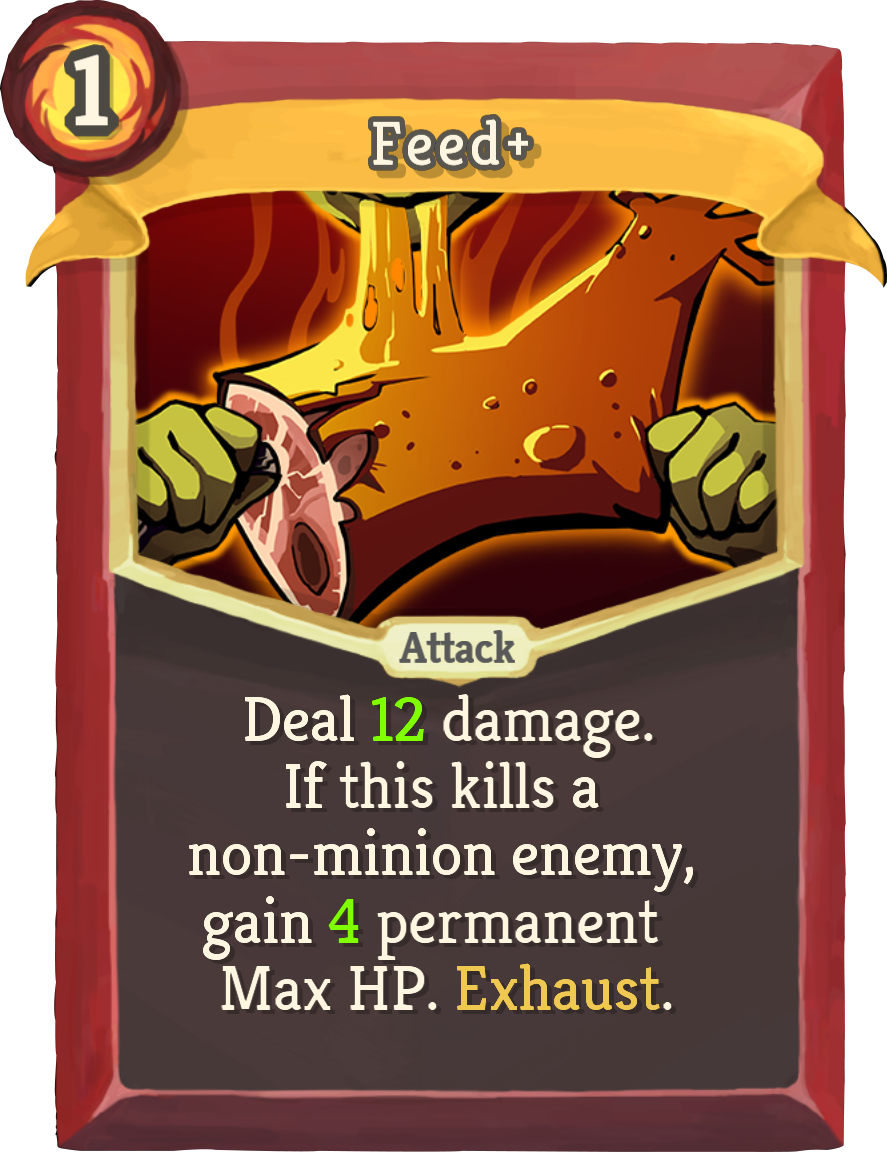 1
Feed+
Attack
Deal 12 damage.
If this kills a
non-minion enemy,
gain 4 permanent
Max HP. Exhaust.